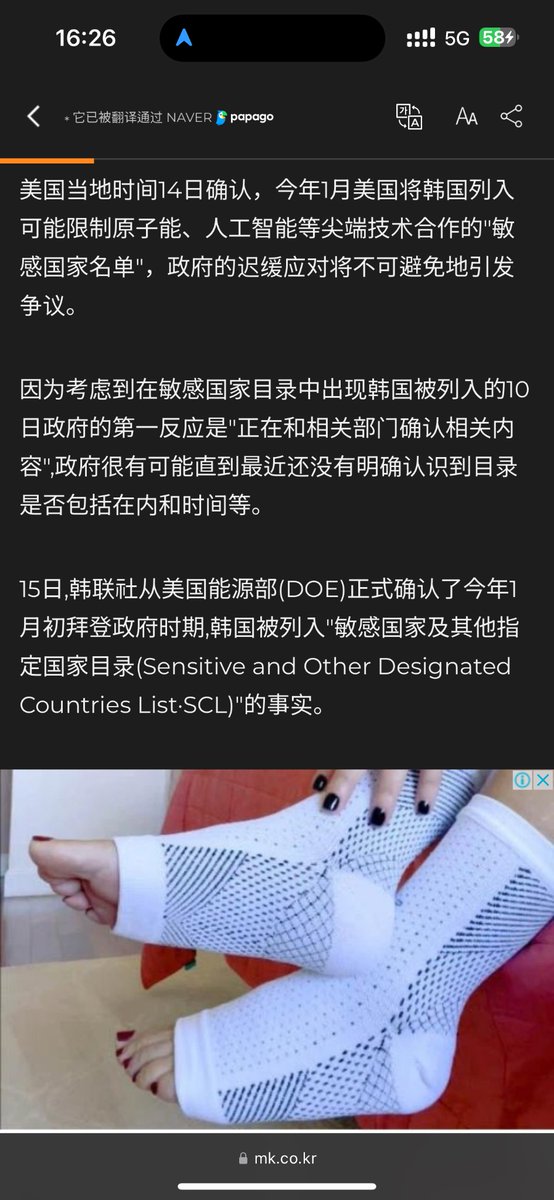 16:26
5G
58
* 它已被翻译通过 NAVER papago
가
A
AA
美国当地时间14日确认，今年1月美国将韩国列入
可能限制原子能、人工智能等尖端技术合作的"敏
感国家名单"，政府的迟缓应对将不可避免地引发
争议。
因为考虑到在敏感国家目录中出现韩国被列入的10
日政府的第一反应是"正在和相关部门确认相关内
容",政府很有可能直到最近还没有明确认识到目录
是否包括在内和时间等。
15日,韩联社从美国能源部(DOE)正式确认了今年1
月初拜登政府时期,韩国被列入"敏感国家及其他指
定国家目录(Sensitive and Other Designated
Countries List·SCL)"的事实。
mk.co.kr